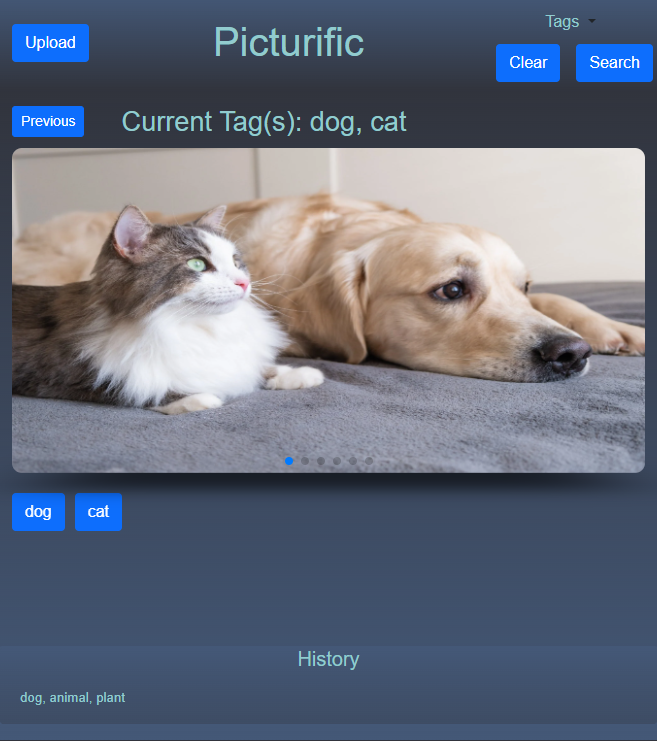 Upload
Picturific
Tags
Clear
Search
Previous
Current Tag(s): dog, cat
dog
cat
History
dog, animal, plant